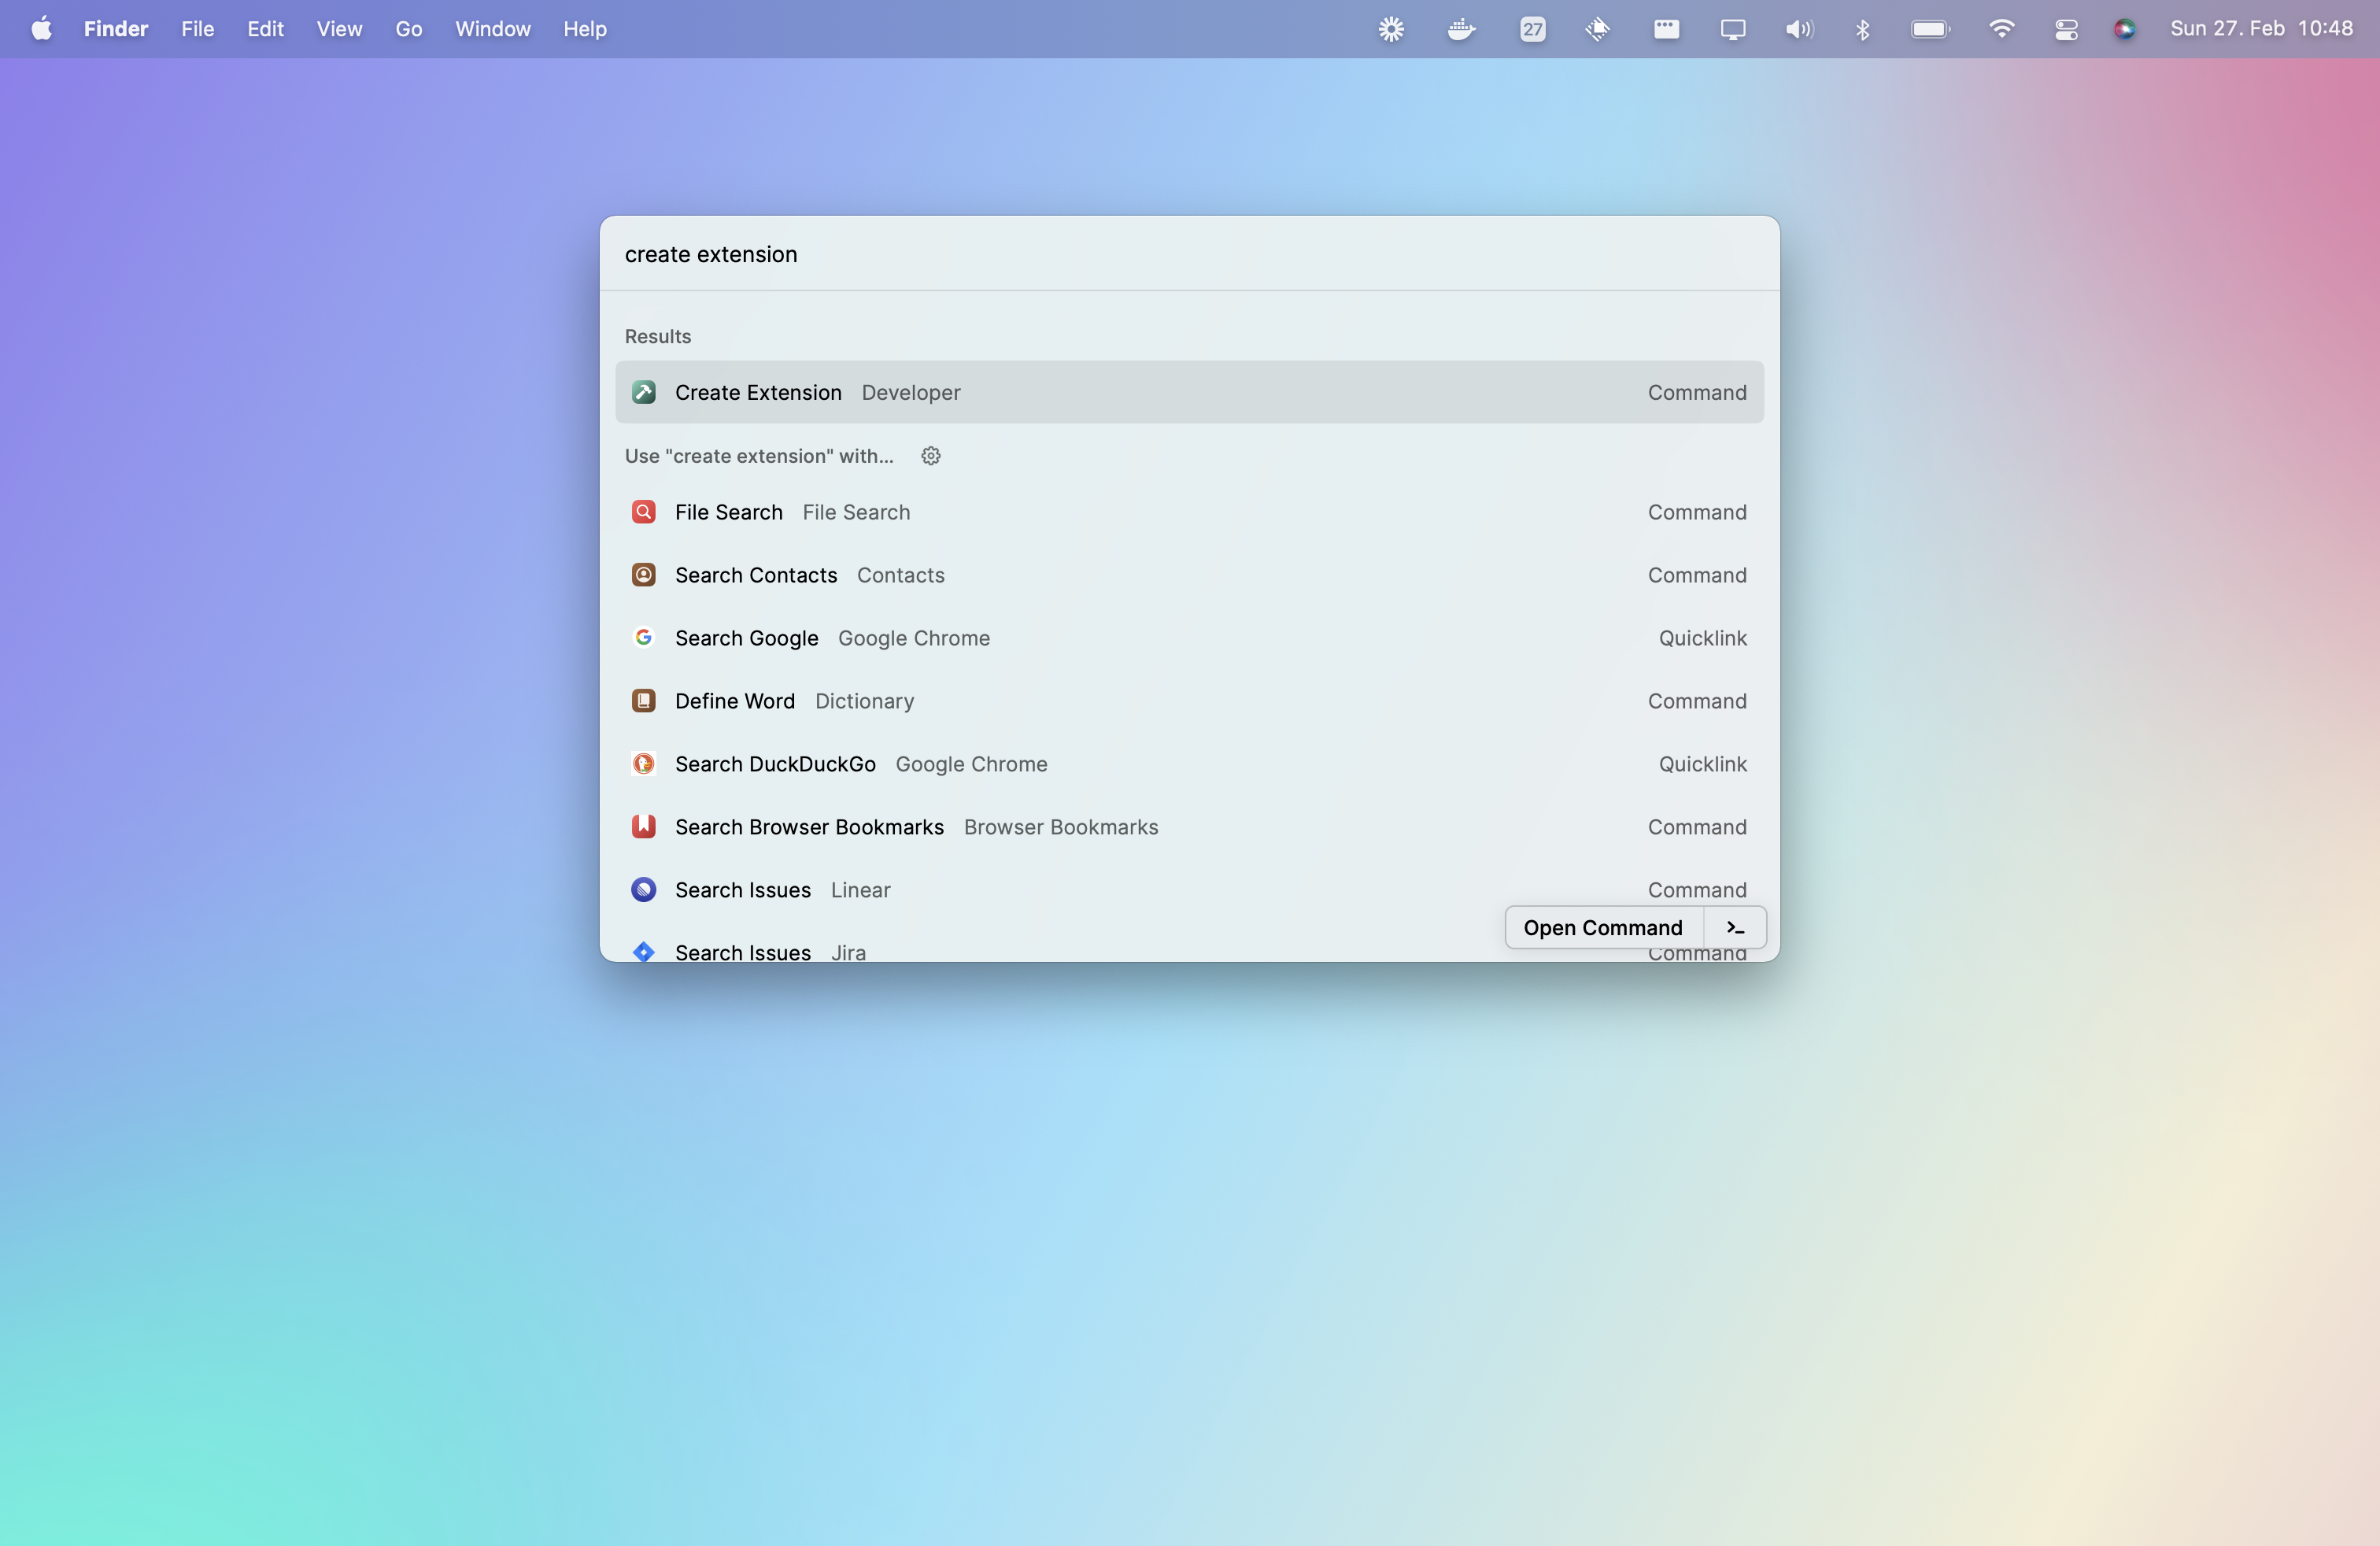 Finder File Edit View Go Window Help 27 Sun 27. Feb 10:48
create extension
Results
Create Extension Developer Command
Use "create extension" with...
File Search File Search Command
Search Contacts Contacts Command
Search Google Google Chrome Quicklink
Define Word Dictionary Command
Search DuckDuckGo Google Chrome Quicklink
Search Browser Bookmarks Browser Bookmarks Command
Search Issues Linear Command
Open Command
Search Issues Jira Command